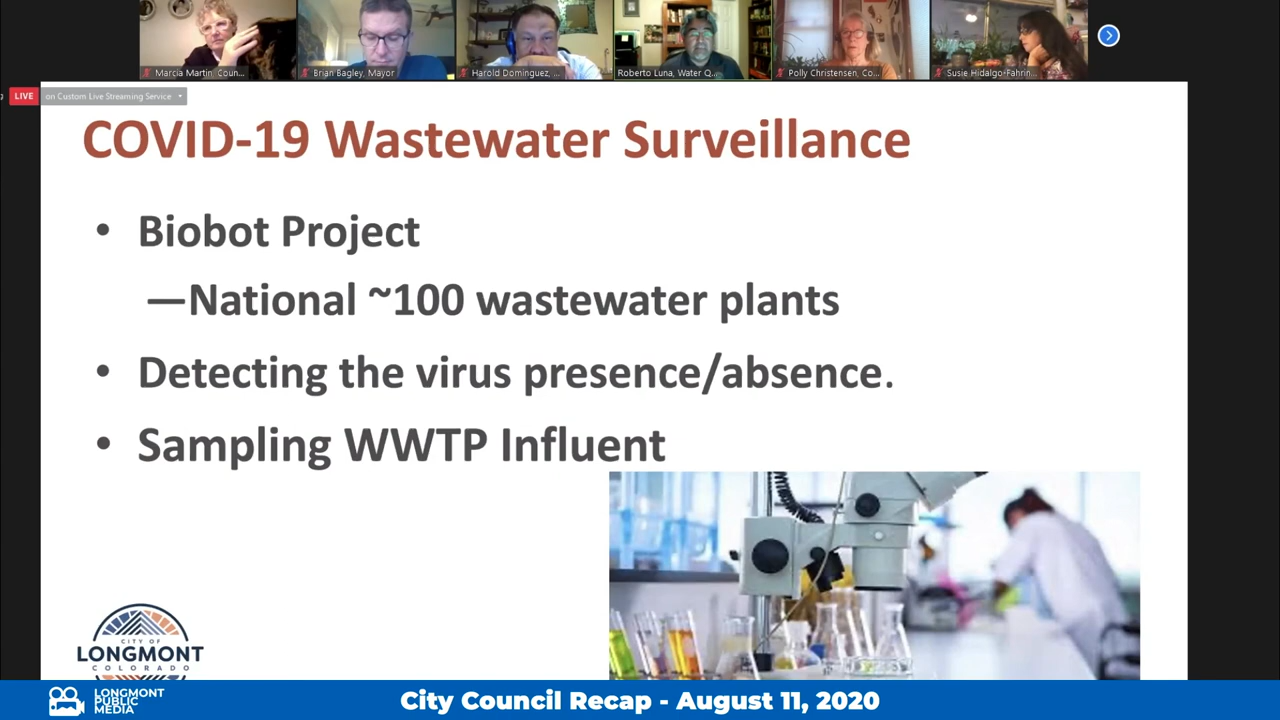 Marcia Martin, Coun...
Brian Bagley, Mayor
Harold Dominguez, ...
Roberto Luna, Water Q...
Polly Christensen, Co...
Susie Hidalgo-Fahrin...
LIVE
on Custom Live Streaming Service
COVID-19 Wastewater Surveillance
• Biobot Project
—National ~100 wastewater plants
• Detecting the virus presence/absence.
• Sampling WWTP Influent
CITY OF
LONGMONT
COLORADO
LONGMONT
PUBLIC
MEDIA
City Council Recap - August 11, 2020